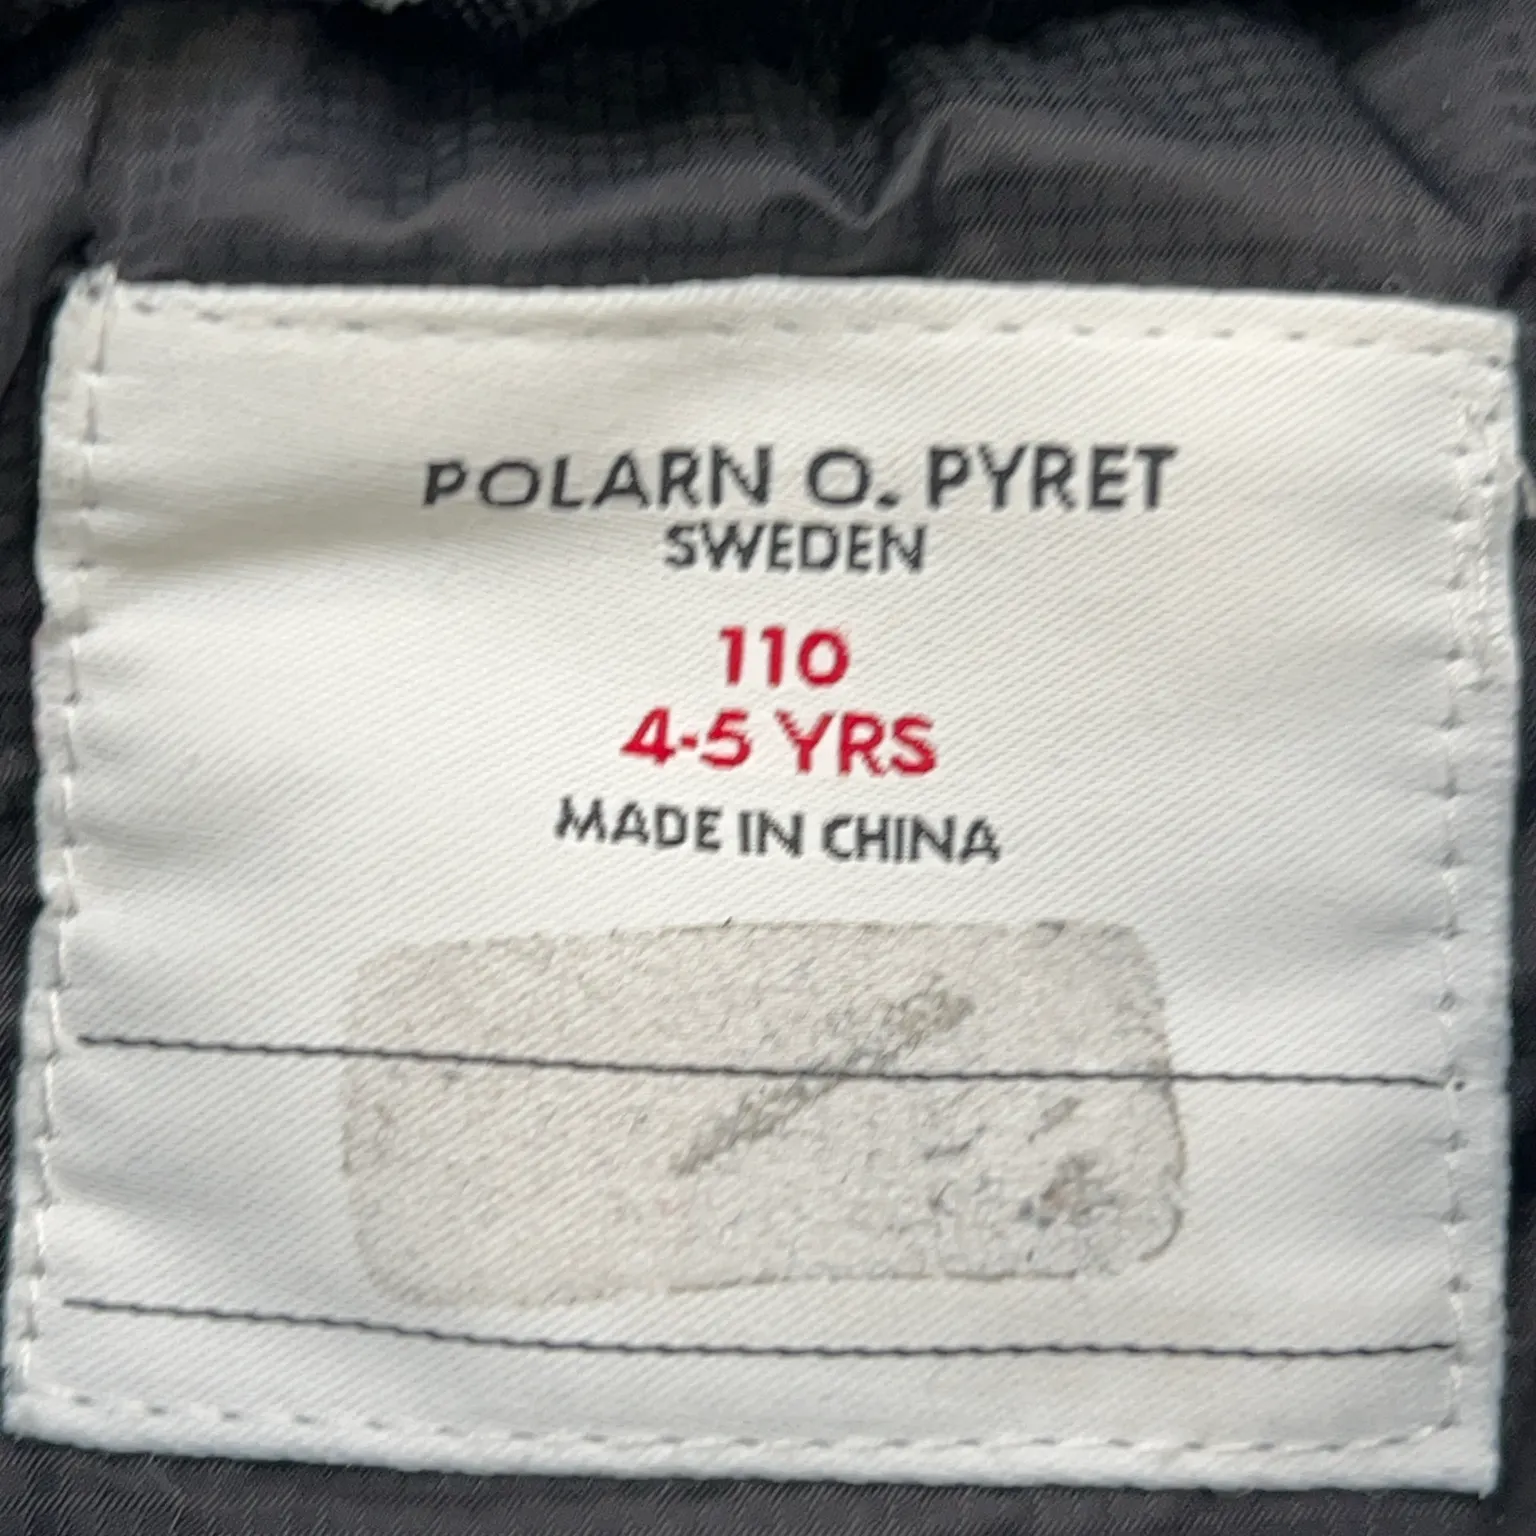 POLARN O. PYRET
SWEDEN
110
4-5 YRS
MADE IN CHINA